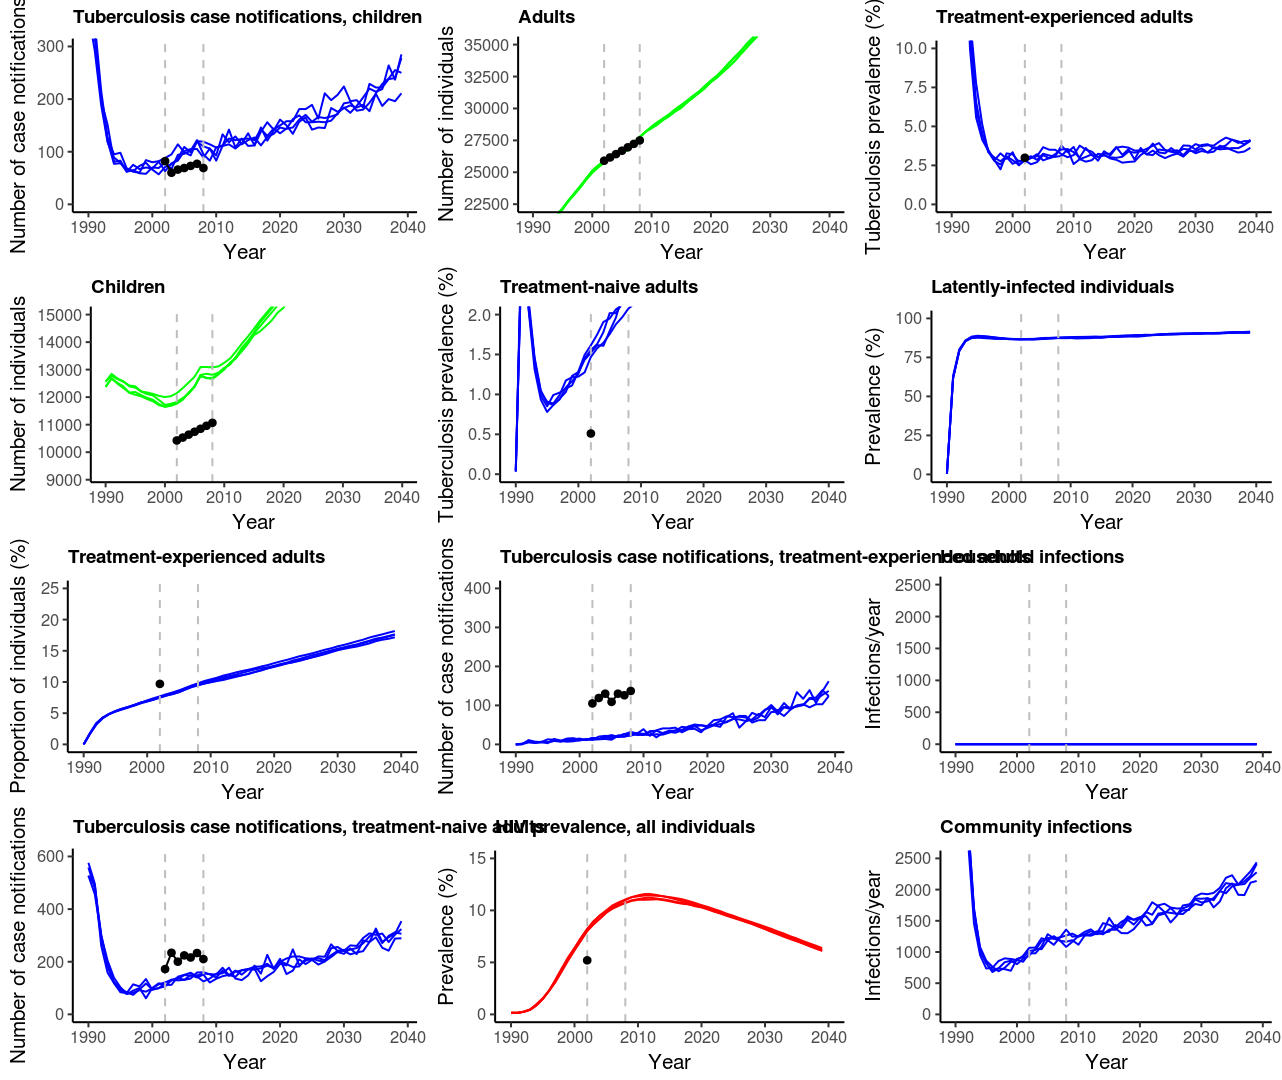 Tuberculosis case notifications, children
Number of case notifications
300
200
100
0
1990 2000 2010 2020 2030 2040
Year
Adults
Number of individuals
35000
32500
30000
27500
25000
22500
1990 2000 2010 2020 2030 2040
Year
Treatment-experienced adults
Tuberculosis prevalence (%)
10.0
7.5
5.0
2.5
0.0
1990 2000 2010 2020 2030 2040
Year
Children
Number of individuals
15000
14000
13000
12000
11000
10000
9000
1990 2000 2010 2020 2030 2040
Year
Treatment-naive adults
Tuberculosis prevalence (%)
2.0
1.5
1.0
0.5
0.0
1990 2000 2010 2020 2030 2040
Year
Latently-infected individuals
Prevalence (%)
100
75
50
25
0
1990 2000 2010 2020 2030 2040
Year
Treatment-experienced adults
Proportion of individuals (%)
25
20
15
10
5
0
1990 2000 2010 2020 2030 2040
Year
Tuberculosis case notifications, treatment-experienced adults
Number of case notifications
400
300
200
100
0
1990 2000 2010 2020 2030 2040
Year
Household infections
Infections/year
2500
2000
1500
1000
500
0
1990 2000 2010 2020 2030 2040
Year
Tuberculosis case notifications, treatment-naive adults
Number of case notifications
600
400
200
0
1990 2000 2010 2020 2030 2040
Year
HIV prevalence, all individuals
Prevalence (%)
15
10
5
0
1990 2000 2010 2020 2030 2040
Year
Community infections
Infections/year
2500
2000
1500
1000
500
0
1990 2000 2010 2020 2030 2040
Year